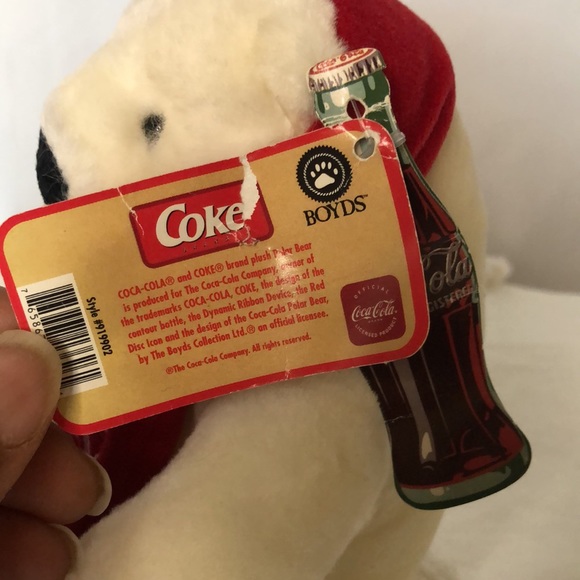 Coke
BOYDS™
COCA-COLA® and COKE® brand plush Polar Bear
is produced for The Coca-Cola Company, owner of
the trademarks COCA-COLA, COKE, the design of the
contour bottle, the Dynamic Ribbon Device, the Red
Disc Icon and the design of the Coca-Cola Polar Bear,
by The Boyds Collection Ltd.® an official licensee.
®The Coca-Cola Company. All rights reserved.
OFFICIAL
Coca-Cola
LICENSED PRODUCT
Style #919902
Cola